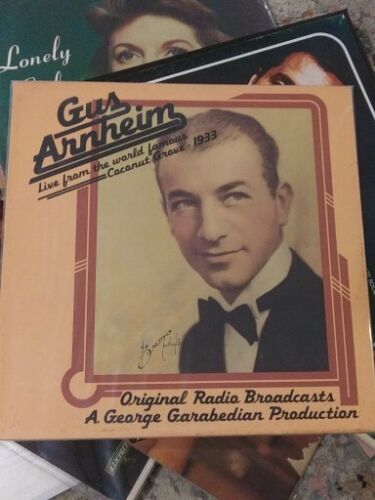 Lonely
Gus
Arnheim
Live from the world famous
Coconut Grove - 1933
Original Radio Broadcasts
A George Garabedian Production